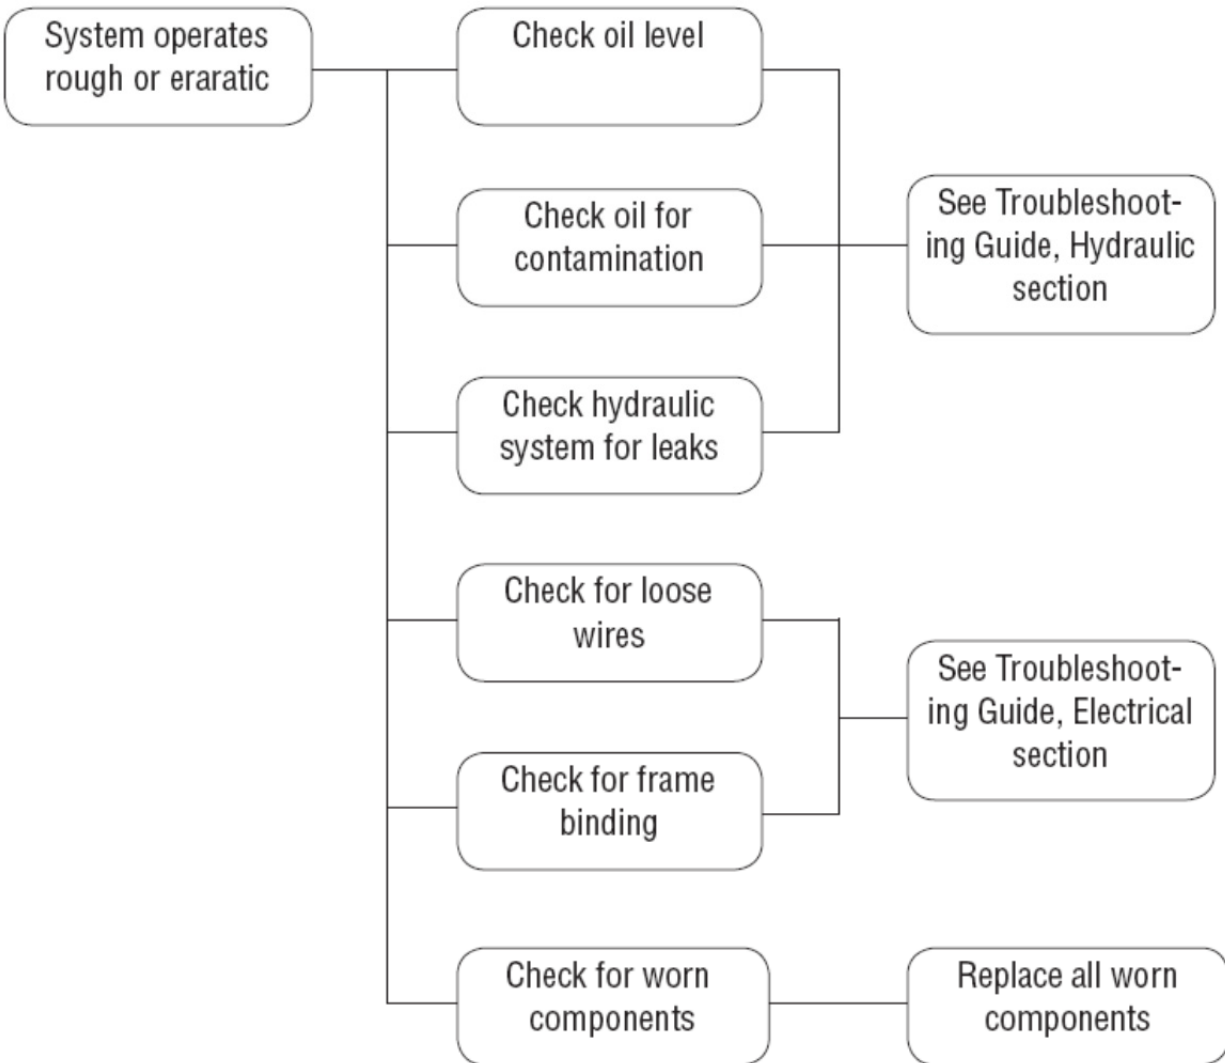 System operates
rough or eraratic
Check oil level
Check oil for
contamination
See Troubleshoot-
ing Guide, Hydraulic
section
Check hydraulic
system for leaks
Check for loose
wires
See Troubleshoot-
ing Guide, Electrical
section
Check for frame
binding
Check for worn
components
Replace all worn
components